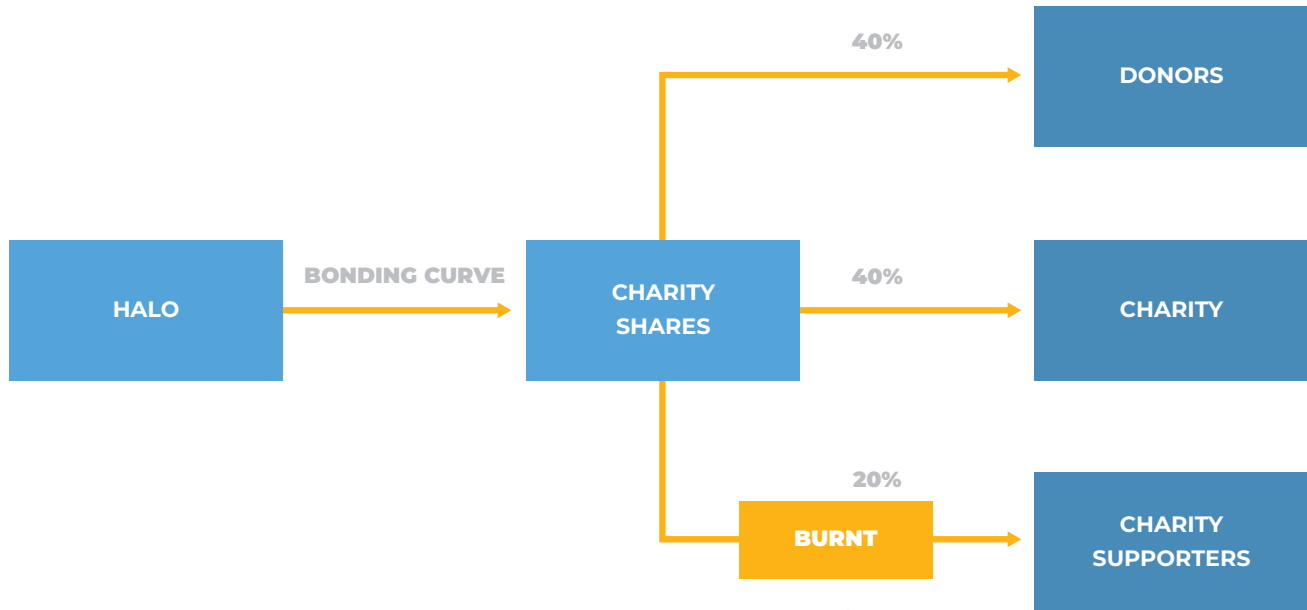 40%
DONORS
HALO
BONDING CURVE
CHARITY
SHARES
40%
CHARITY
20%
BURNT
CHARITY
SUPPORTERS